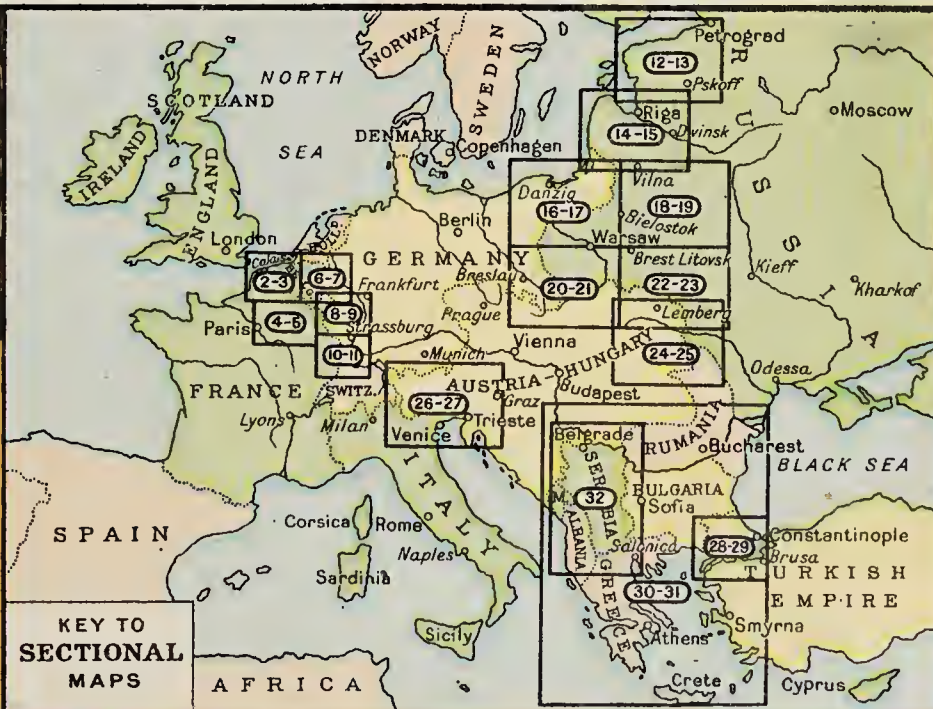 NORWAY
SWEDEN
Petrograd
12-13
Pskoff
RUSSIA
NORTH
SEA
SCOTLAND
Moscow
Riga
Dvinsk
14-15
DENMARK
Copenhagen
IRELAND
ENGLAND
Danzig
16-17
Vilna
18-19
Bielostok
Berlin
Warsaw
London
HOLLD
GERMANY
Calais
2-3
6-7
Frankfurt
Breslau
20-21
Brest Litovsk
22-23
Kieff
Kharkof
8-9
Prague
Lemberg
Paris
4-5
Strassburg
10-11
Munich
Vienna
24-25
FRANCE
SWITZ.
AUSTRIA-HUNGARY
Budapest
Odessa
26-27
Graz
Lyons
Milan
Venice
Trieste
RUMANIA
Belgrade
Bucharest
BLACK SEA
ITALY
SERBIA
32
BULGARIA
Sofia
M.
ALBANIA
SPAIN
Corsica
Rome
Constantinople
28-29
Brusa
Salonica
Naples
TURKISH
EMPIRE
Sardinia
GREECE
30-31
Smyrna
Athens
Sicily
KEY TO
SECTIONAL
MAPS
AFRICA
Crete
Cyprus